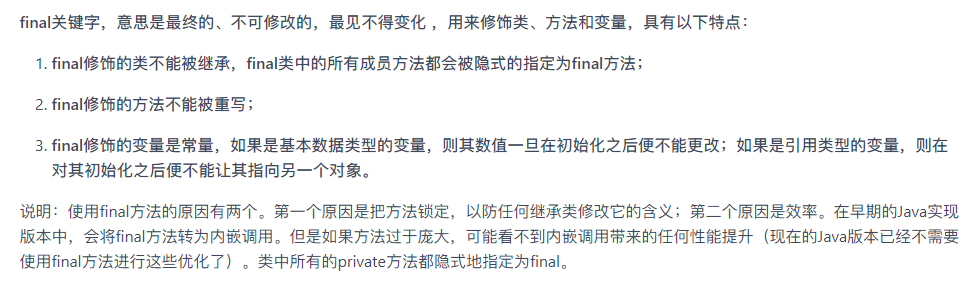 final关键字，意思是最终的、不可修改的，最见不得变化 ，用来修饰类、方法和变量，具有以下特点：
1. final修饰的类不能被继承，final类中的所有成员方法都会被隐式的指定为final方法；
2. final修饰的方法不能被重写；
3. final修饰的变量是常量，如果是基本数据类型的变量，则其数值一旦在初始化之后便不能更改；如果是引用类型的变量，则在
对其初始化之后便不能让其指向另一个对象。
说明：使用final方法的原因有两个。第一个原因是把方法锁定，以防任何继承类修改它的含义；第二个原因是效率。在早期的Java实现
版本中，会将final方法转为内嵌调用。但是如果方法过于庞大，可能看不到内嵌调用带来的任何性能提升（现在的Java版本已经不需要
使用final方法进行这些优化了）。类中所有的private方法都隐式地指定为final。